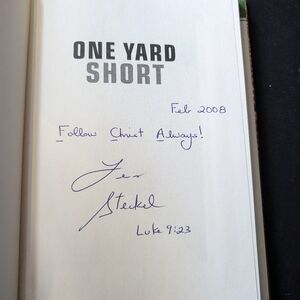 ONE YARD
SHORT
Feb 2008
Follow Christ Always!
Les
Steckel
Luke 9:23